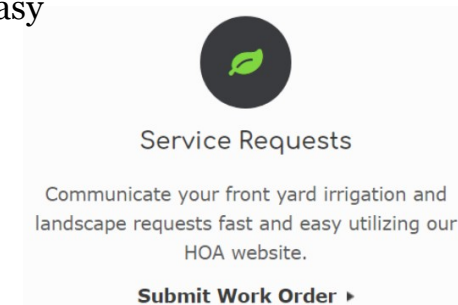 asy
Service Requests
Communicate your front yard irrigation and
landscape requests fast and easy utilizing our
HOA website.
Submit Work Order ▸